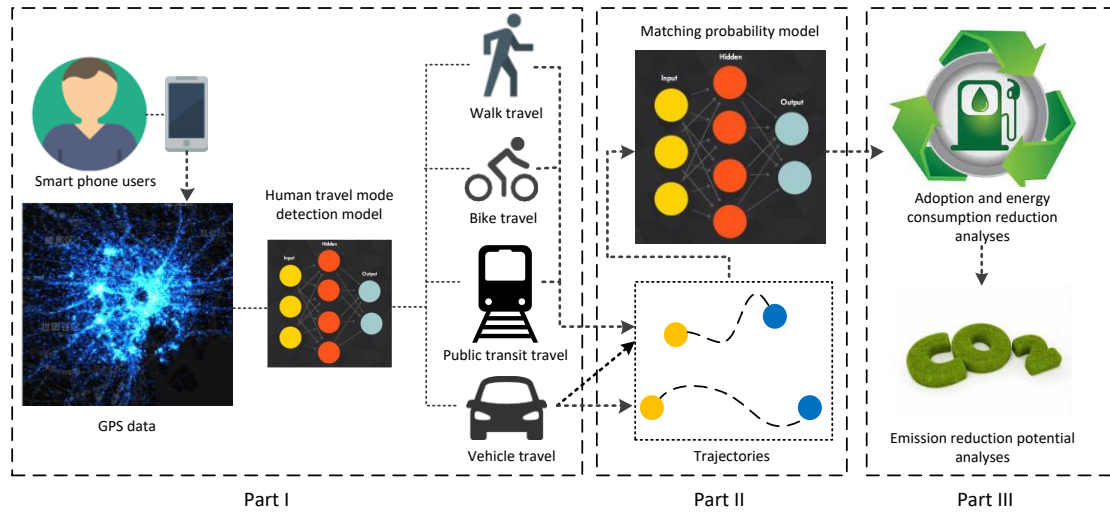 Smart phone users
GPS data
Human travel mode
detection model
Input
Hidden
Output
Walk travel
Bike travel
Public transit travel
Vehicle travel
Part I
Matching probability model
Input
Hidden
Output
Trajectories
Part II
Adoption and energy
consumption reduction
analyses
CO2
Emission reduction potential
analyses
Part III